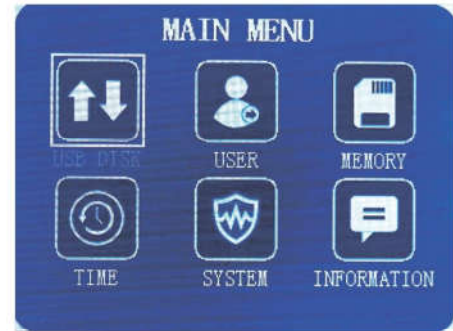 MAIN MENU
USB DISK USER MEMORY
TIME SYSTEM INFORMATION